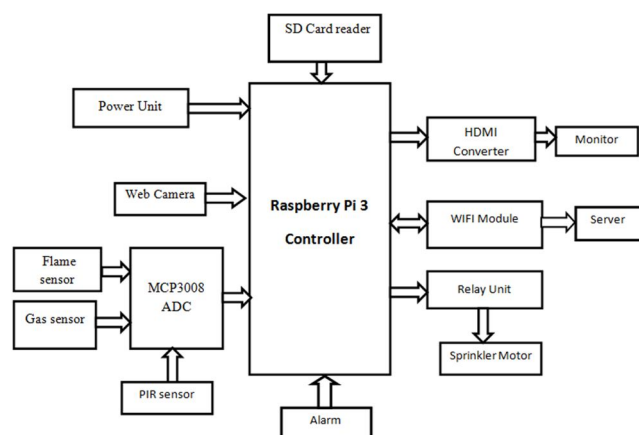 SD Card reader
Power Unit
HDMI
Converter
Monitor
Web Camera
Raspberry Pi 3
Controller
WIFI Module
Server
Flame
sensor
MCP3008
ADC
Gas sensor
Relay Unit
Sprinkler Motor
PIR sensor
Alarm